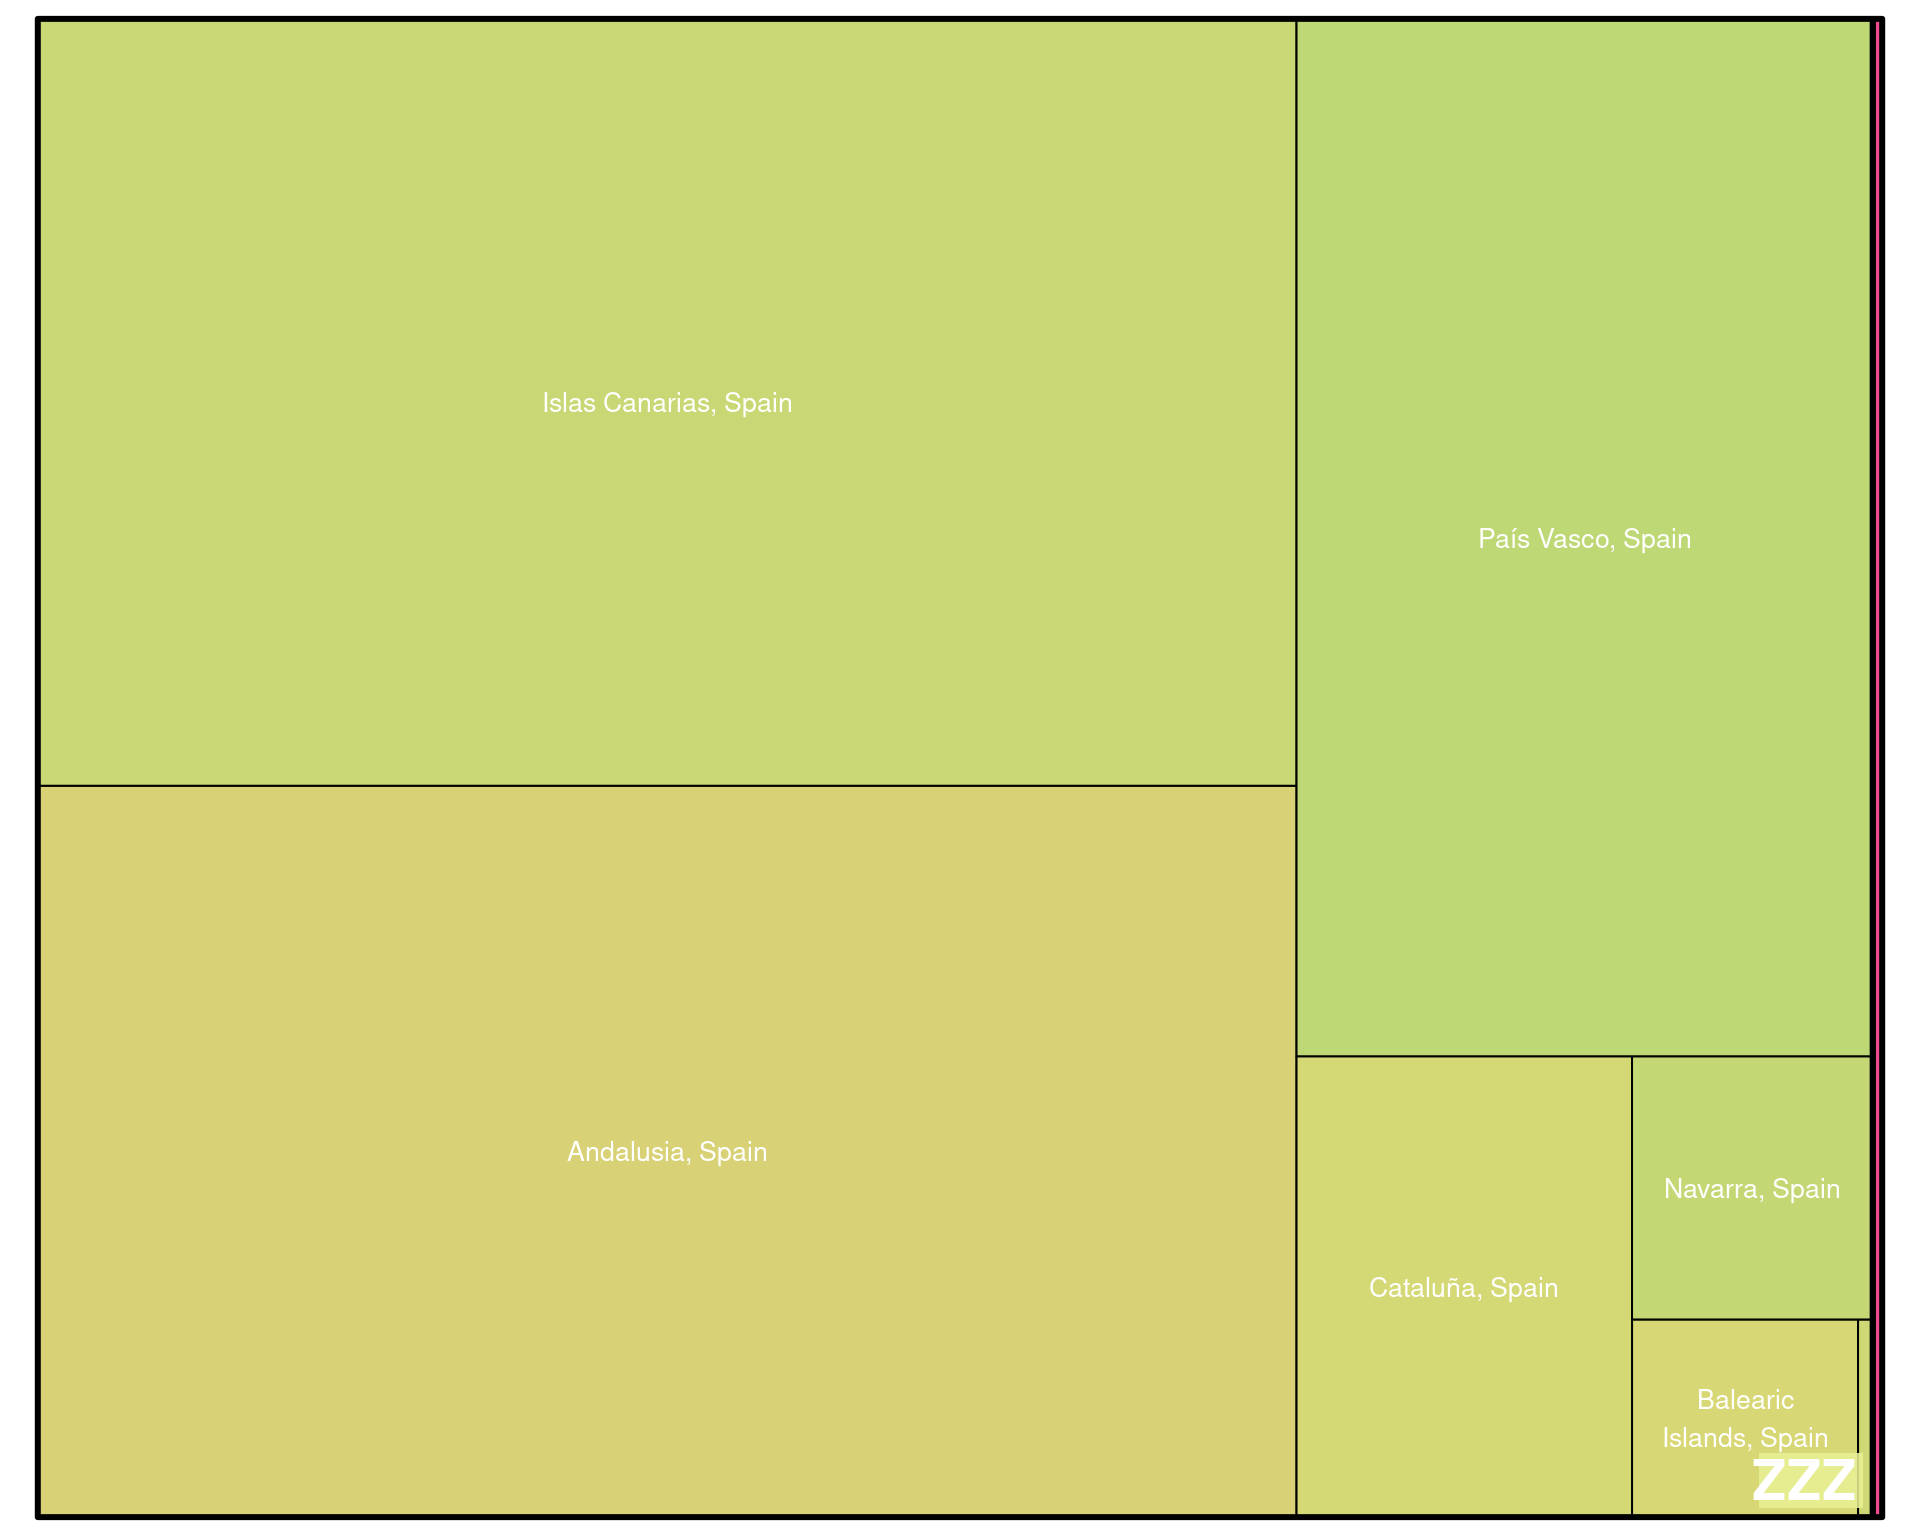 Islas Canarias, Spain
País Vasco, Spain
Andalusia, Spain
Navarra, Spain
Cataluña, Spain
Balearic
Islands, Spain
ZZZ